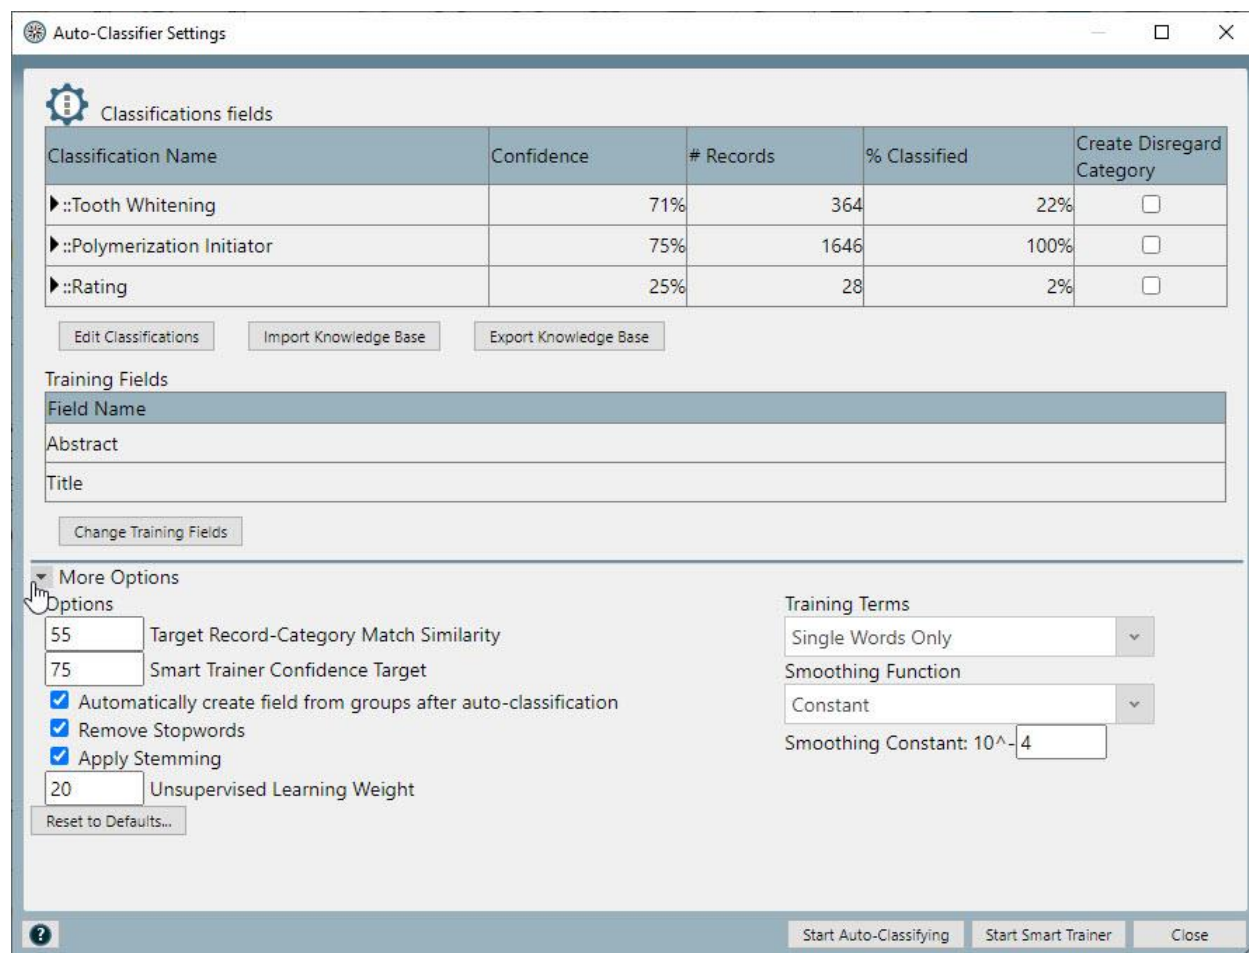 Auto-Classifier Settings
Classifications fields
Classification Name Confidence # Records % Classified Create Disregard Category
::Tooth Whitening 71% 364 22%
::Polymerization Initiator 75% 1646 100%
::Rating 25% 28 2%
Edit Classifications Import Knowledge Base Export Knowledge Base
Training Fields
Field Name
Abstract
Title
Change Training Fields
More Options
Options
55 Target Record-Category Match Similarity
75 Smart Trainer Confidence Target
Automatically create field from groups after auto-classification
Remove Stopwords
Apply Stemming
20 Unsupervised Learning Weight
Reset to Defaults...
Training Terms
Single Words Only
Smoothing Function
Constant
Smoothing Constant: 10^-4
?
Start Auto-Classifying Start Smart Trainer Close